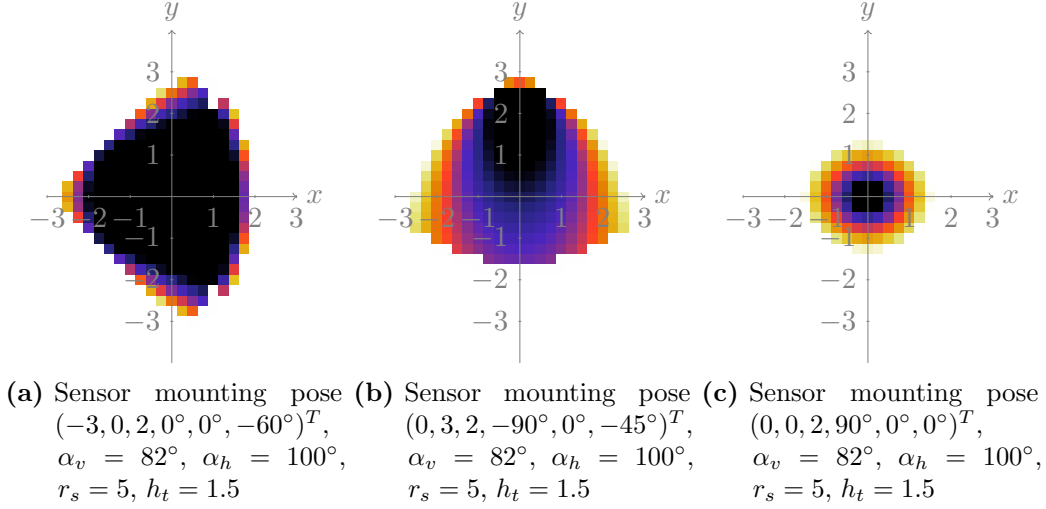 y
3
2
1
−1
−2
−3
−3 −2 −1 1 2 3
x
y
3
2
1
−1
−2
−3
−3 −2 −1 1 2 3
x
y
3
2
1
−1
−2
−3
−3 −2 −1 1 2 3
x
(a) Sensor mounting pose
(−3, 0, 2, 0°, 0°, −60°)^T,
α_v = 82°, α_h = 100°,
r_s = 5, h_t = 1.5
(b) Sensor mounting pose
(0, 3, 2, −90°, 0°, −45°)^T,
α_v = 82°, α_h = 100°,
r_s = 5, h_t = 1.5
(c) Sensor mounting pose
(0, 0, 2, 90°, 0°, 0°)^T,
α_v = 82°, α_h = 100°,
r_s = 5, h_t = 1.5